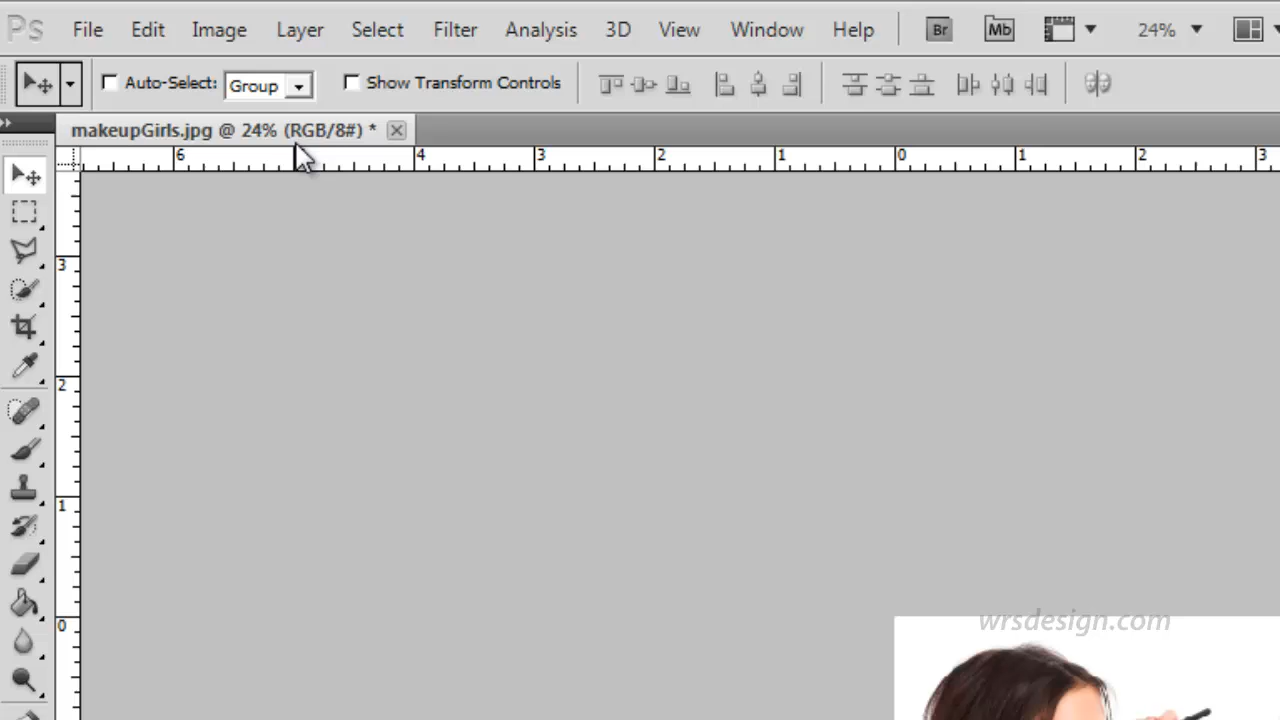 Ps File Edit Image Layer Select Filter Analysis 3D View Window Help Br Mb 24%
Auto-Select: Group Show Transform Controls
makeupGirls.jpg @ 24% (RGB/8#) *
6 4 3 2 1 0 1 2 3
3
2
1
0
wrsdesign.com